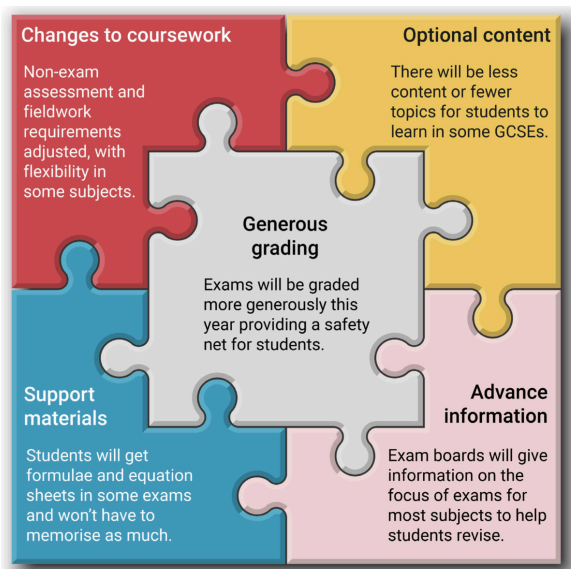 Changes to coursework
Non-exam
assessment and
fieldwork
requirements
adjusted, with
flexibility in
some subjects.
Optional content
There will be less
content or fewer
topics for students to
learn in some GCSEs.
Generous
grading
Exams will be graded
more generously this
year providing a safety
net for students.
Support
materials
Students will get
formulae and equation
sheets in some exams
and won't have to
memorise as much.
Advance
information
Exam boards will give
information on the
focus of exams for
most subjects to help
students revise.